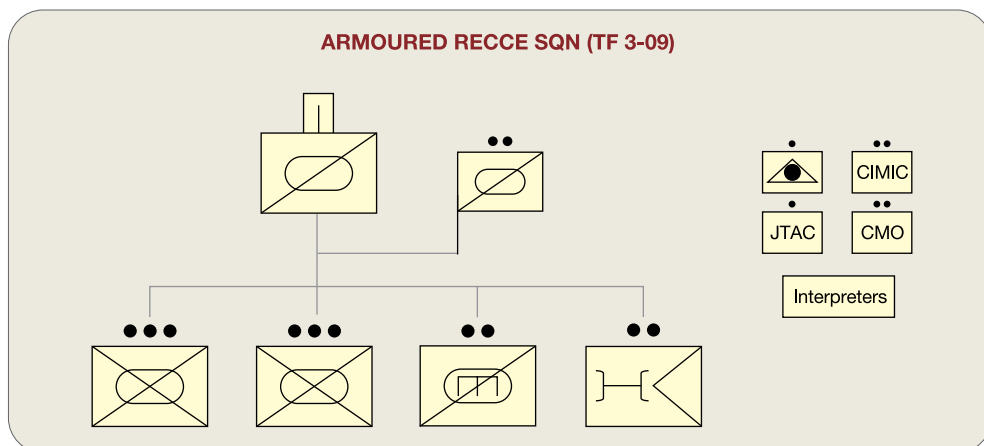 ARMOURED RECCE SQN (TF 3-09)
CIMIC
JTAC
CMO
Interpreters